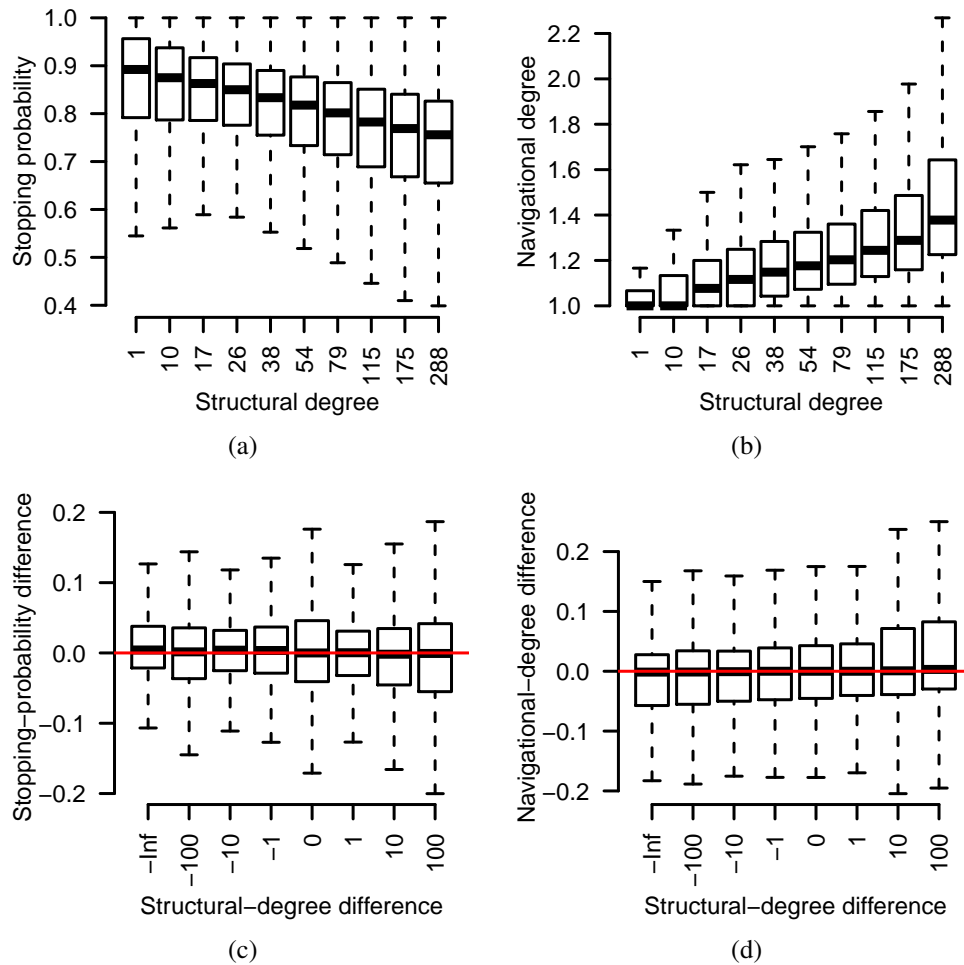 Stopping probability
1.0
0.9
0.8
0.7
0.6
0.5
0.4
1 10 17 26 38 54 79 115 175 288
Structural degree
(a)
Navigational degree
2.2
2.0
1.8
1.6
1.4
1.2
1.0
1 10 17 26 38 54 79 115 175 288
Structural degree
(b)
Stopping−probability difference
0.2
0.1
0.0
−0.1
−0.2
−Inf −100 −10 −1 0 1 10 100
Structural−degree difference
(c)
Navigational−degree difference
0.2
0.1
0.0
−0.1
−0.2
−Inf −100 −10 −1 0 1 10 100
Structural−degree difference
(d)